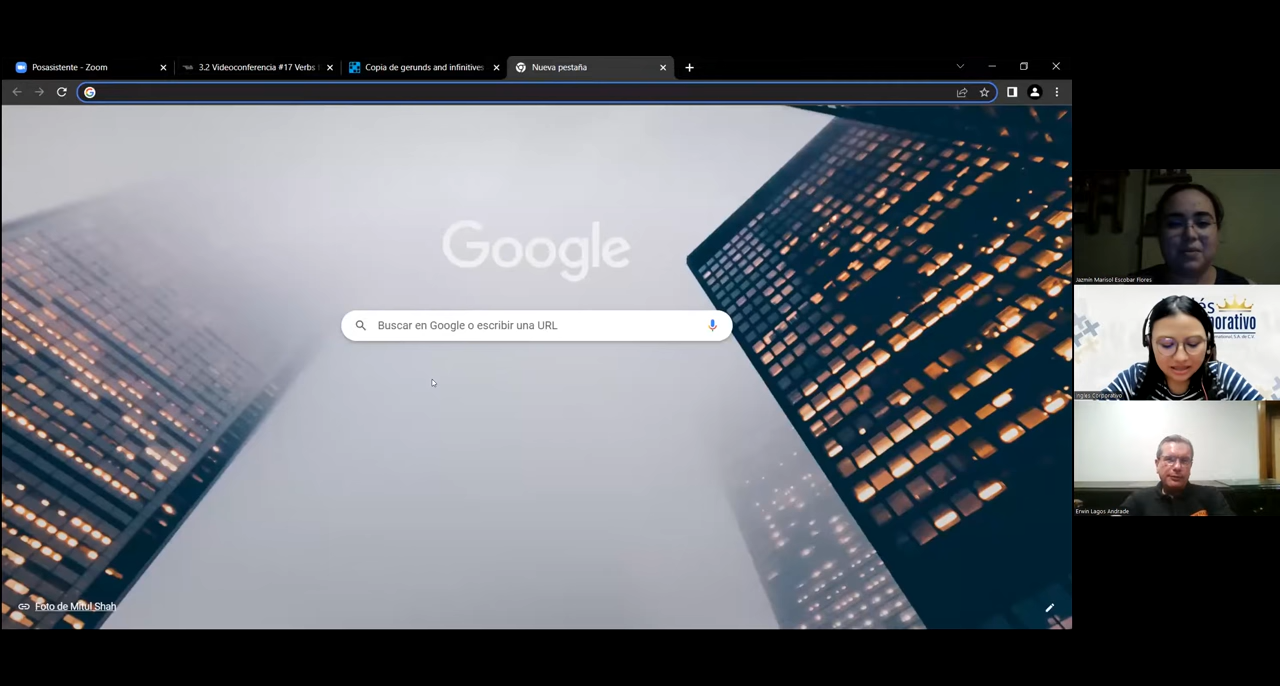 Posasistente - Zoom
3.2 Videoconferencia #17 Verbs
Copia de gerunds and infinitives
Nueva pestaña
Google
Buscar en Google o escribir una URL
Foto de Mitul Shah
Jazmin Marisol Escobar Flores
Inglés Corporativo
Erwin Lagos Andrade